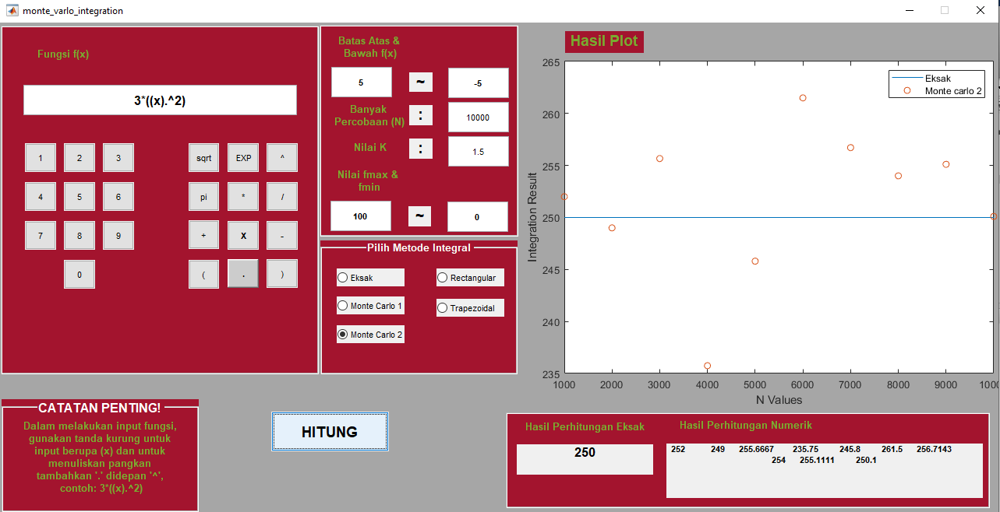 monte_varlo_integration
Fungsi f(x)
3*((x).^2)
1 2 3 sqrt EXP ^
4 5 6 pi * /
7 8 9 + X -
0 ( . )
Batas Atas &
Bawah f(x)
5 ~ -5
Banyak
Percobaan (N) : 10000
Nilai K : 1.5
Nilai fmax &
fmin
100 ~ 0
Pilih Metode Integral
Eksak Rectangular
Monte Carlo 1 Trapezoidal
Monte Carlo 2
Hasil Plot
Eksak
Monte carlo 2
265
260
255
250
245
240
235
Integration Result
1000 2000 3000 4000 5000 6000 7000 8000 9000 1000
N Values
CATATAN PENTING!
Dalam melakukan input fungsi,
gunakan tanda kurung untuk
input berupa (x) dan untuk
menuliskan pangkan
tambahkan '.' didepan '^',
contoh: 3*((x).^2)
HITUNG
Hasil Perhitungan Eksak
250
Hasil Perhitungan Numerik
252 249 255.6667 235.75 245.8 261.5 256.7143
254 255.1111 250.1